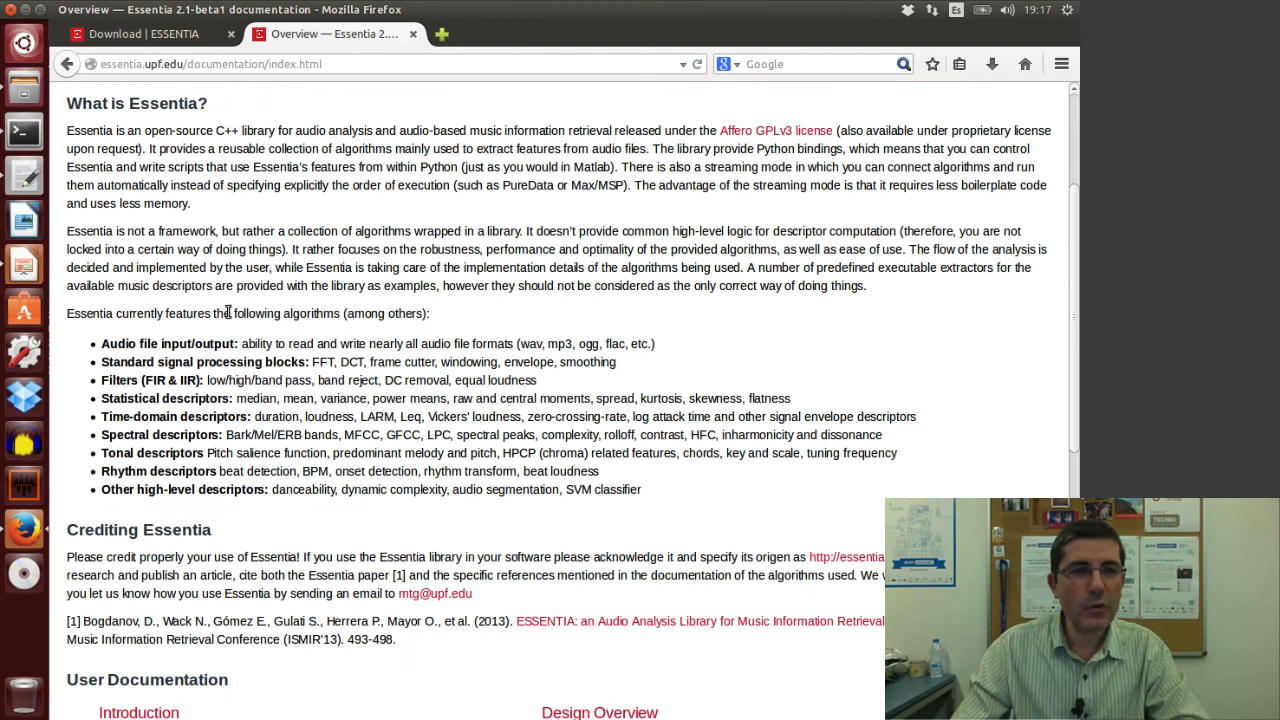 Overview — Essentia 2.1-beta1 documentation - Mozilla Firefox
Es
19:17
Download | ESSENTIA
Overview — Essentia 2....
essentia.upf.edu/documentation/index.html
Google
What is Essentia?
Essentia is an open-source C++ library for audio analysis and audio-based music information retrieval released under the Affero GPLv3 license (also available under proprietary license
upon request). It provides a reusable collection of algorithms mainly used to extract features from audio files. The library provide Python bindings, which means that you can control
Essentia and write scripts that use Essentia's features from within Python (just as you would in Matlab). There is also a streaming mode in which you can connect algorithms and run
them automatically instead of specifying explicitly the order of execution (such as PureData or Max/MSP). The advantage of the streaming mode is that it requires less boilerplate code
and uses less memory.
Essentia is not a framework, but rather a collection of algorithms wrapped in a library. It doesn't provide common high-level logic for descriptor computation (therefore, you are not
locked into a certain way of doing things). It rather focuses on the robustness, performance and optimality of the provided algorithms, as well as ease of use. The flow of the analysis is
decided and implemented by the user, while Essentia is taking care of the implementation details of the algorithms being used. A number of predefined executable extractors for the
available music descriptors are provided with the library as examples, however they should not be considered as the only correct way of doing things.
Essentia currently features the following algorithms (among others):
• Audio file input/output: ability to read and write nearly all audio file formats (wav, mp3, ogg, flac, etc.)
• Standard signal processing blocks: FFT, DCT, frame cutter, windowing, envelope, smoothing
• Filters (FIR & IIR): low/high/band pass, band reject, DC removal, equal loudness
• Statistical descriptors: median, mean, variance, power means, raw and central moments, spread, kurtosis, skewness, flatness
• Time-domain descriptors: duration, loudness, LARM, Leq, Vickers' loudness, zero-crossing-rate, log attack time and other signal envelope descriptors
• Spectral descriptors: Bark/Mel/ERB bands, MFCC, GFCC, LPC, spectral peaks, complexity, rolloff, contrast, HFC, inharmonicity and dissonance
• Tonal descriptors Pitch salience function, predominant melody and pitch, HPCP (chroma) related features, chords, key and scale, tuning frequency
• Rhythm descriptors beat detection, BPM, onset detection, rhythm transform, beat loudness
• Other high-level descriptors: danceability, dynamic complexity, audio segmentation, SVM classifier
Crediting Essentia
Please credit properly your use of Essentia! If you use the Essentia library in your software please acknowledge it and specify its origen as http://essentia
research and publish an article, cite both the Essentia paper [1] and the specific references mentioned in the documentation of the algorithms used. We
you let us know how you use Essentia by sending an email to mtg@upf.edu
[1] Bogdanov, D., Wack N., Gómez E., Gulati S., Herrera P., Mayor O., et al. (2013). ESSENTIA: an Audio Analysis Library for Music Information Retrieval
Music Information Retrieval Conference (ISMIR'13). 493-498.
User Documentation
Introduction
Design Overview
TECNIO